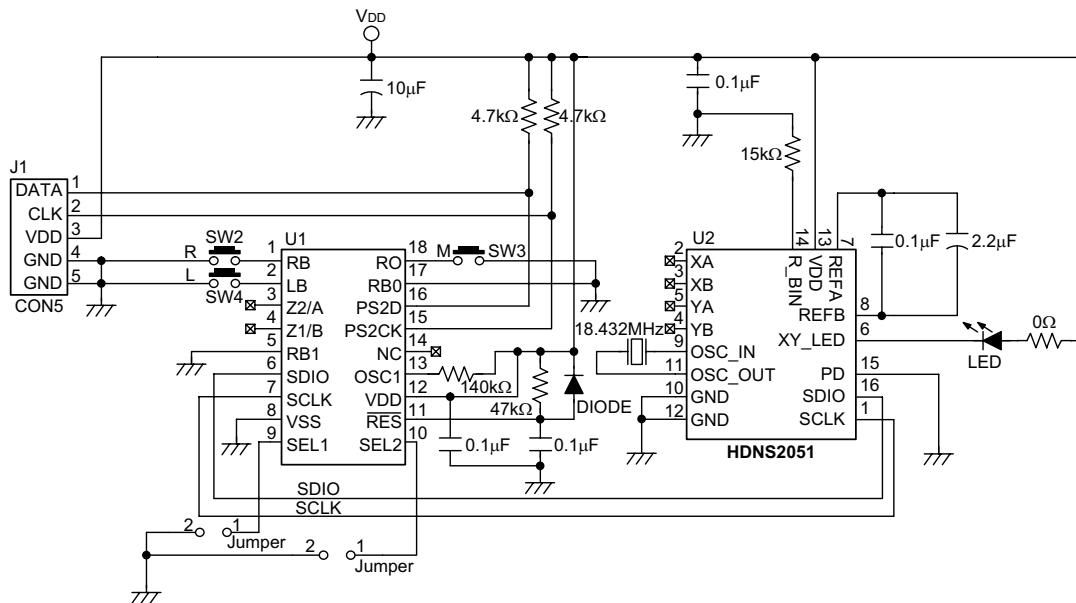 VDD
10µF
4.7kΩ
4.7kΩ
0.1µF
15kΩ
J1
DATA 1
CLK 2
VDD 3
GND 4
GND 5
CON5
R SW2
L SW4
U1
1 RB
2 LB
3 Z2/A
4 Z1/B
5 RB1
6 SDIO
7 SCLK
8 VSS
9 SEL1
RO 18
RB0 17
PS2D 16
PS2CK 15
NC 14
OSC1 13
VDD 12
RES 11
SEL2 10
M SW3
140kΩ
47kΩ
DIODE
0.1µF
0.1µF
18.432MHz
U2
2 XA
3 XB
5 YA
4 YB
9 OSC_IN
11 OSC_OUT
10 GND
12 GND
14 R_BIN
13 VDD
7 REFA
REFB 8
XY_LED 6
PD 15
SDIO 16
SCLK 1
HDNS2051
0.1µF
2.2µF
LED
0Ω
SDIO
SCLK
2 1
Jumper
2 1
Jumper